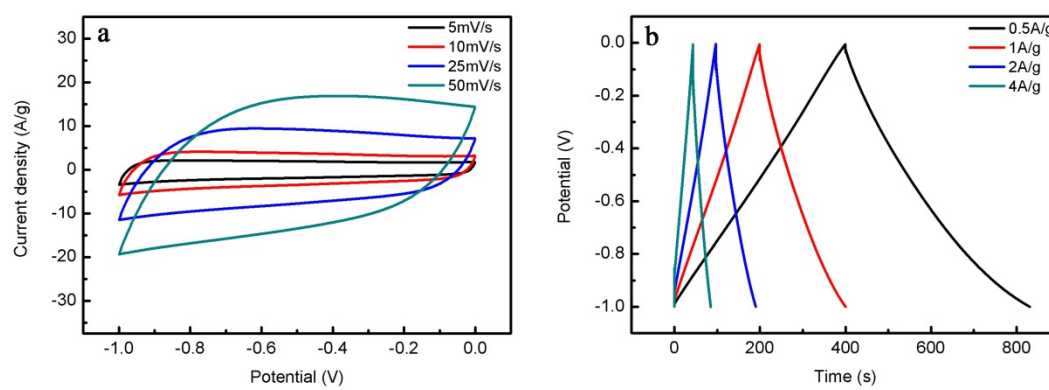 a
5mV/s
10mV/s
25mV/s
50mV/s
30
20
10
0
-10
-20
-30
Current density (A/g)
-1.0
-0.8
-0.6
-0.4
-0.2
0.0
Potential (V)
b
0.5A/g
1A/g
2A/g
4A/g
0.0
-0.2
-0.4
-0.6
-0.8
-1.0
Potential (V)
0
200
400
600
800
Time (s)